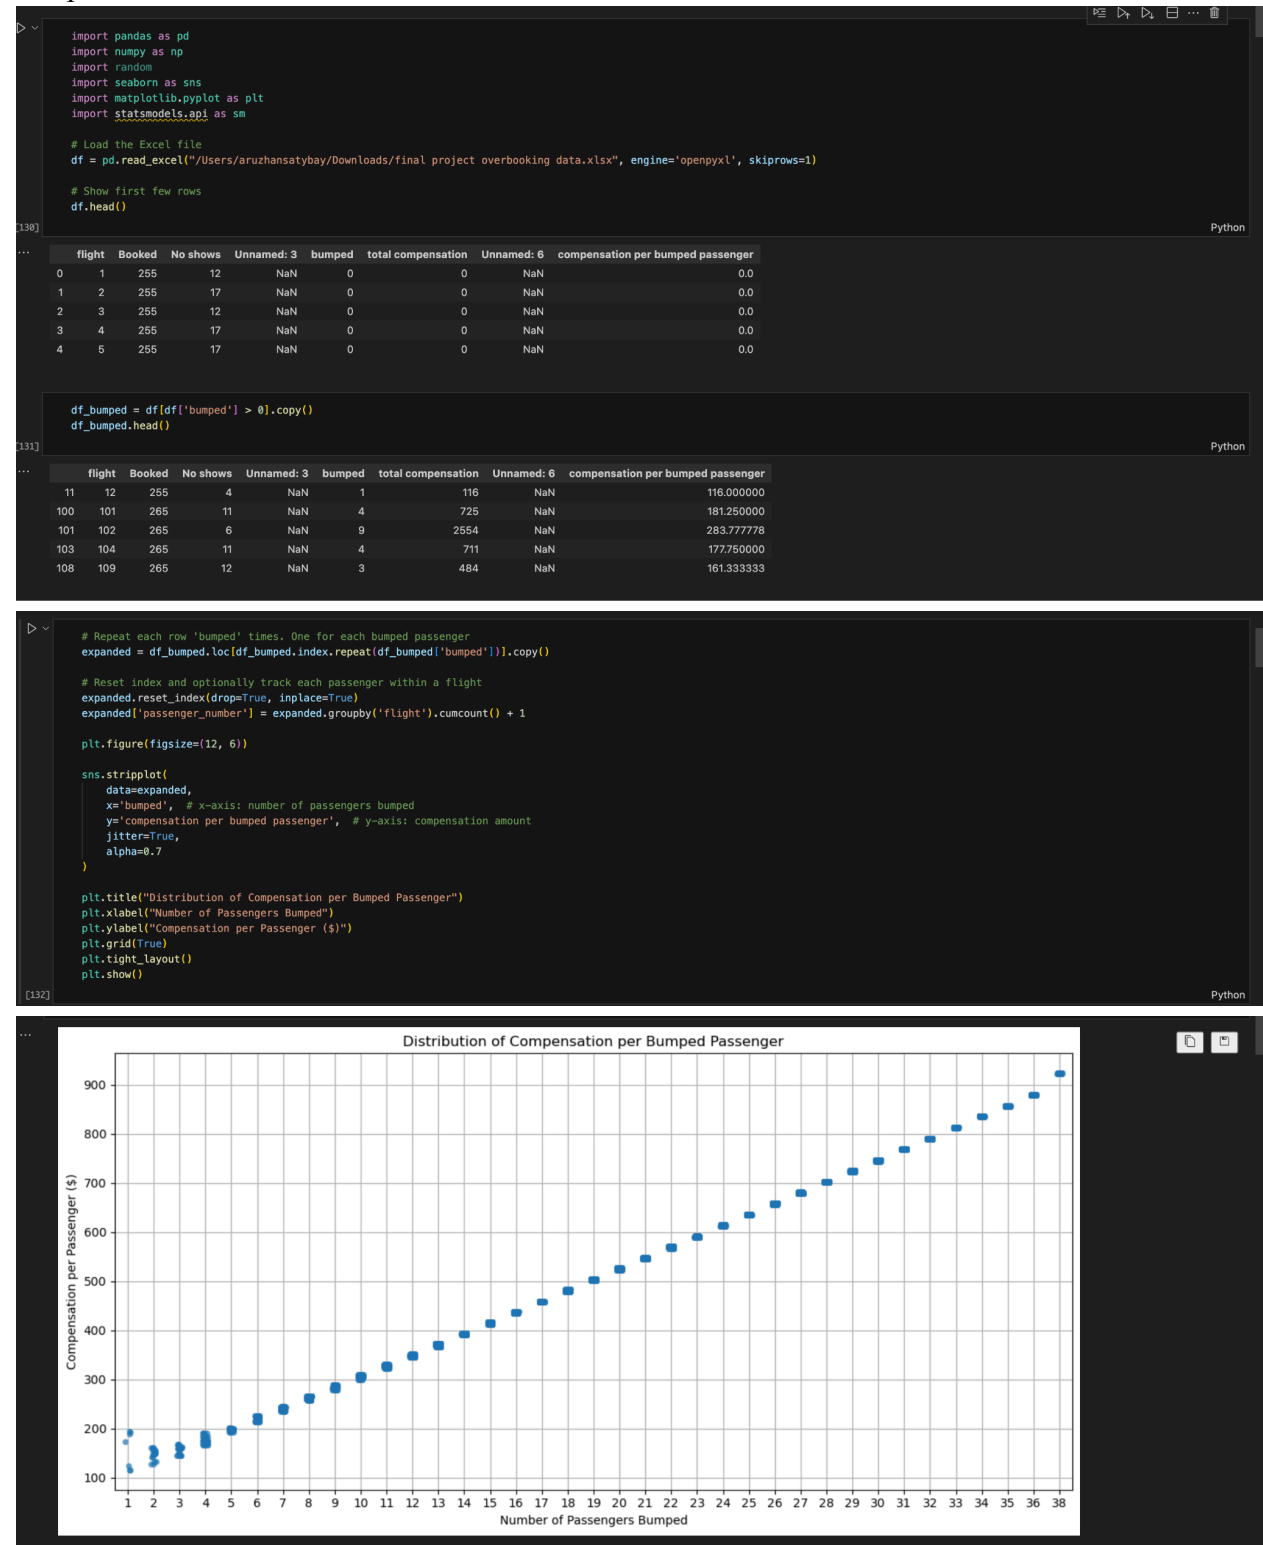 import pandas as pd
import numpy as np
import random
import seaborn as sns
import matplotlib.pyplot as plt
import statsmodels.api as sm
# Load the Excel file
df = pd.read_excel("/Users/aruzhansatybay/Downloads/final project overbooking data.xlsx", engine='openpyxl', skiprows=1)
# Show first few rows
df.head()
[130]
Python
flight Booked No shows Unnamed: 3 bumped total compensation Unnamed: 6 compensation per bumped passenger
0 1 255 12 NaN 0 0 NaN 0.0
1 2 255 17 NaN 0 0 NaN 0.0
2 3 255 12 NaN 0 0 NaN 0.0
3 4 255 17 NaN 0 0 NaN 0.0
4 5 255 17 NaN 0 0 NaN 0.0
df_bumped = df[df['bumped'] > 0].copy()
df_bumped.head()
[131]
Python
flight Booked No shows Unnamed: 3 bumped total compensation Unnamed: 6 compensation per bumped passenger
11 12 255 4 NaN 1 116 NaN 116.000000
100 101 265 11 NaN 4 725 NaN 181.250000
101 102 265 6 NaN 9 2554 NaN 283.777778
103 104 265 11 NaN 4 711 NaN 177.750000
108 109 265 12 NaN 3 484 NaN 161.333333
# Repeat each row 'bumped' times. One for each bumped passenger
expanded = df_bumped.loc[df_bumped.index.repeat(df_bumped['bumped'])].copy()
# Reset index and optionally track each passenger within a flight
expanded.reset_index(drop=True, inplace=True)
expanded['passenger_number'] = expanded.groupby('flight').cumcount() + 1
plt.figure(figsize=(12, 6))
sns.stripplot(
data=expanded,
x='bumped', # x-axis: number of passengers bumped
y='compensation per bumped passenger', # y-axis: compensation amount
jitter=True,
alpha=0.7
)
plt.title("Distribution of Compensation per Bumped Passenger")
plt.xlabel("Number of Passengers Bumped")
plt.ylabel("Compensation per Passenger ($)")
plt.grid(True)
plt.tight_layout()
plt.show()
[132]
Python
Distribution of Compensation per Bumped Passenger
Compensation per Passenger ($)
900
800
700
600
500
400
300
200
100
1 2 3 4 5 6 7 8 9 10 11 12 13 14 15 16 17 18 19 20 21 22 23 24 25 26 27 28 29 30 31 32 33 34 35 36 38
Number of Passengers Bumped